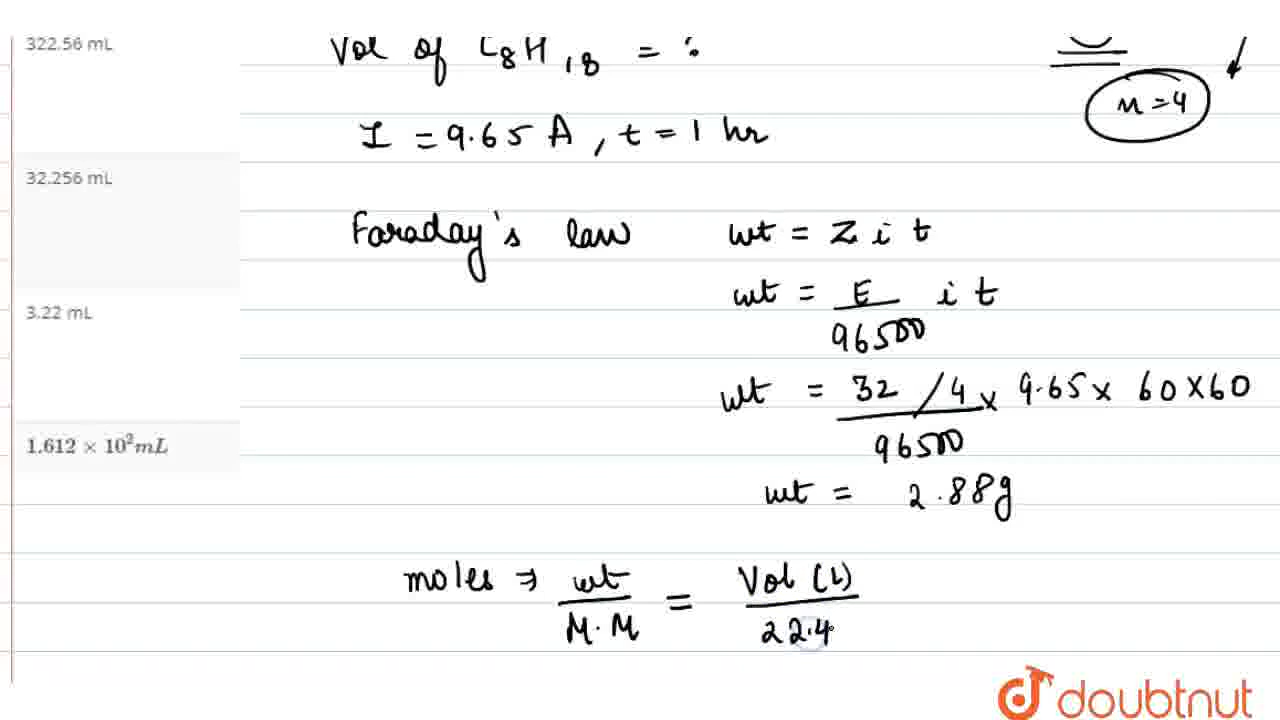 322.56 mL
Vol of C8H18 = ?
n = 4
I = 9.65 A, t = 1 hr
32.256 mL
Faraday's law wt = Z i t
wt = E/96500 i t
3.22 mL
wt = 32/4 × 9.65 × 60 × 60
96500
1.612 × 10² mL
wt = 2.88g
moles ⇒ wt/M.M = Vol (L)/22.4
doubtnut